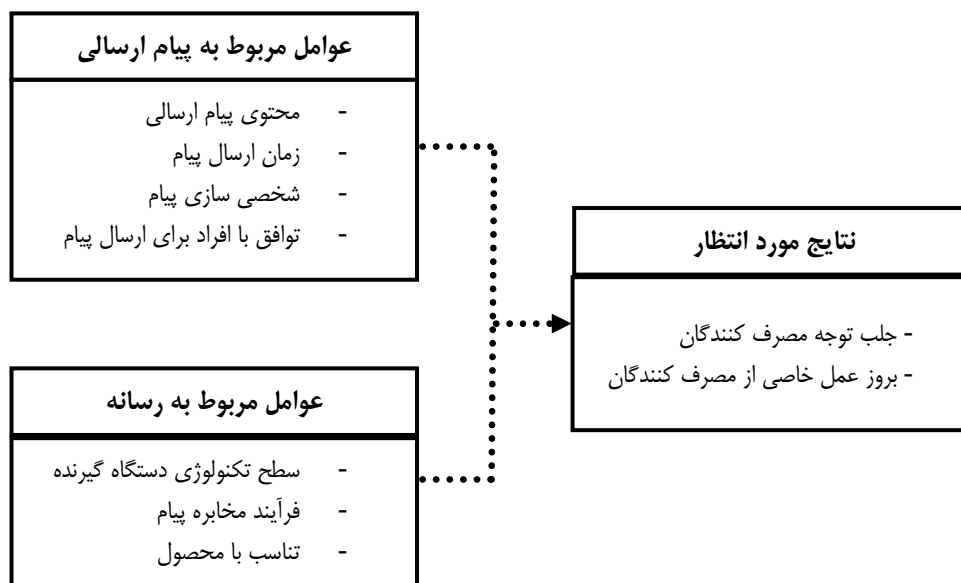 عوامل مربوط به پیام ارسالی
- محتوی پیام ارسالی
- زمان ارسال پیام
- شخصی سازی پیام
- توافق با افراد برای ارسال پیام
نتایج مورد انتظار
- جلب توجه مصرف کنندگان
- بروز عمل خاصی از مصرف کنندگان
عوامل مربوط به رسانه
- سطح تکنولوژی دستگاه گیرنده
- فرآیند مخابره پیام
- تناسب با محصول